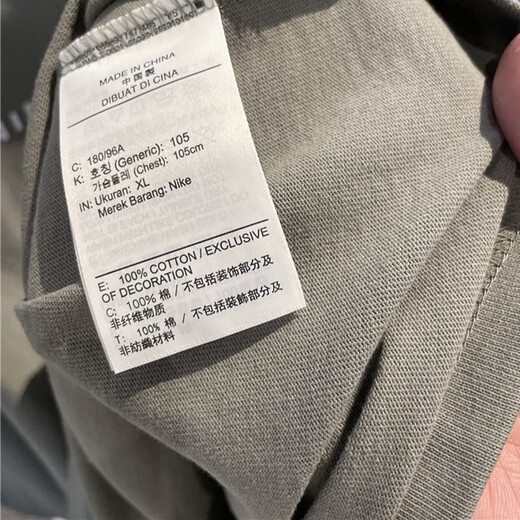 MADE IN CHINA
中国製
DIBUAT DI CINA
C: 180/96A
K: 호칭 (Generic): 105
가슴둘레 (Chest): 105cm
IN: Ukuran: XL
Merek Barang: Nike
E: 100% COTTON / EXCLUSIVE
OF DECORATION
C: 100% 棉 / 不包括装饰部分及
非纤维物质
T: 100% 棉 / 不包括裝飾部分及
非紡織材料